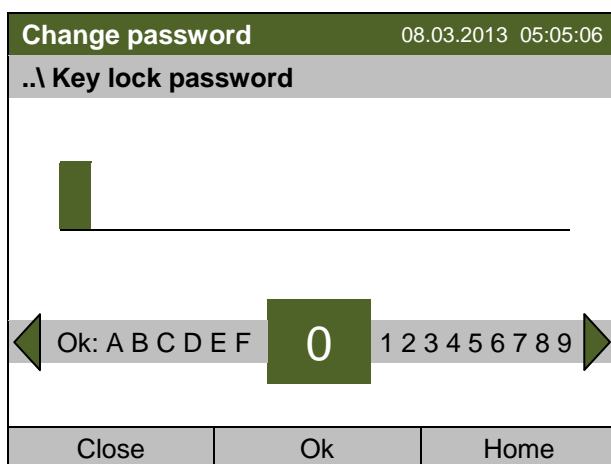 Change password 08.03.2013 05:05:06
..\ Key lock password
Ok: A B C D E F 0 1 2 3 4 5 6 7 8 9
Close Ok Home